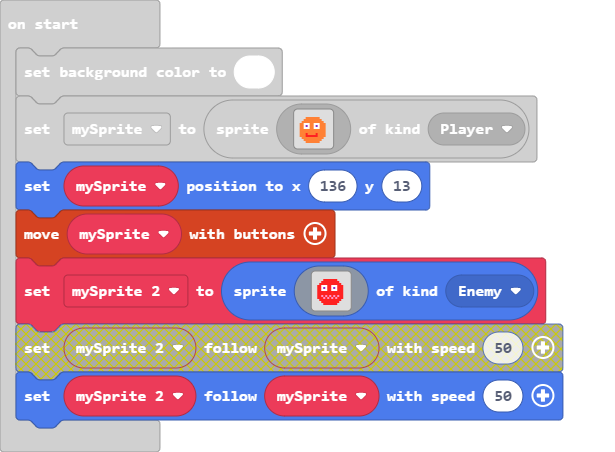 on start
set background color to
set mySprite to sprite of kind Player
set mySprite position to x 136 y 13
move mySprite with buttons
set mySprite 2 to sprite of kind Enemy
set mySprite 2 follow mySprite with speed 50
set mySprite 2 follow mySprite with speed 50